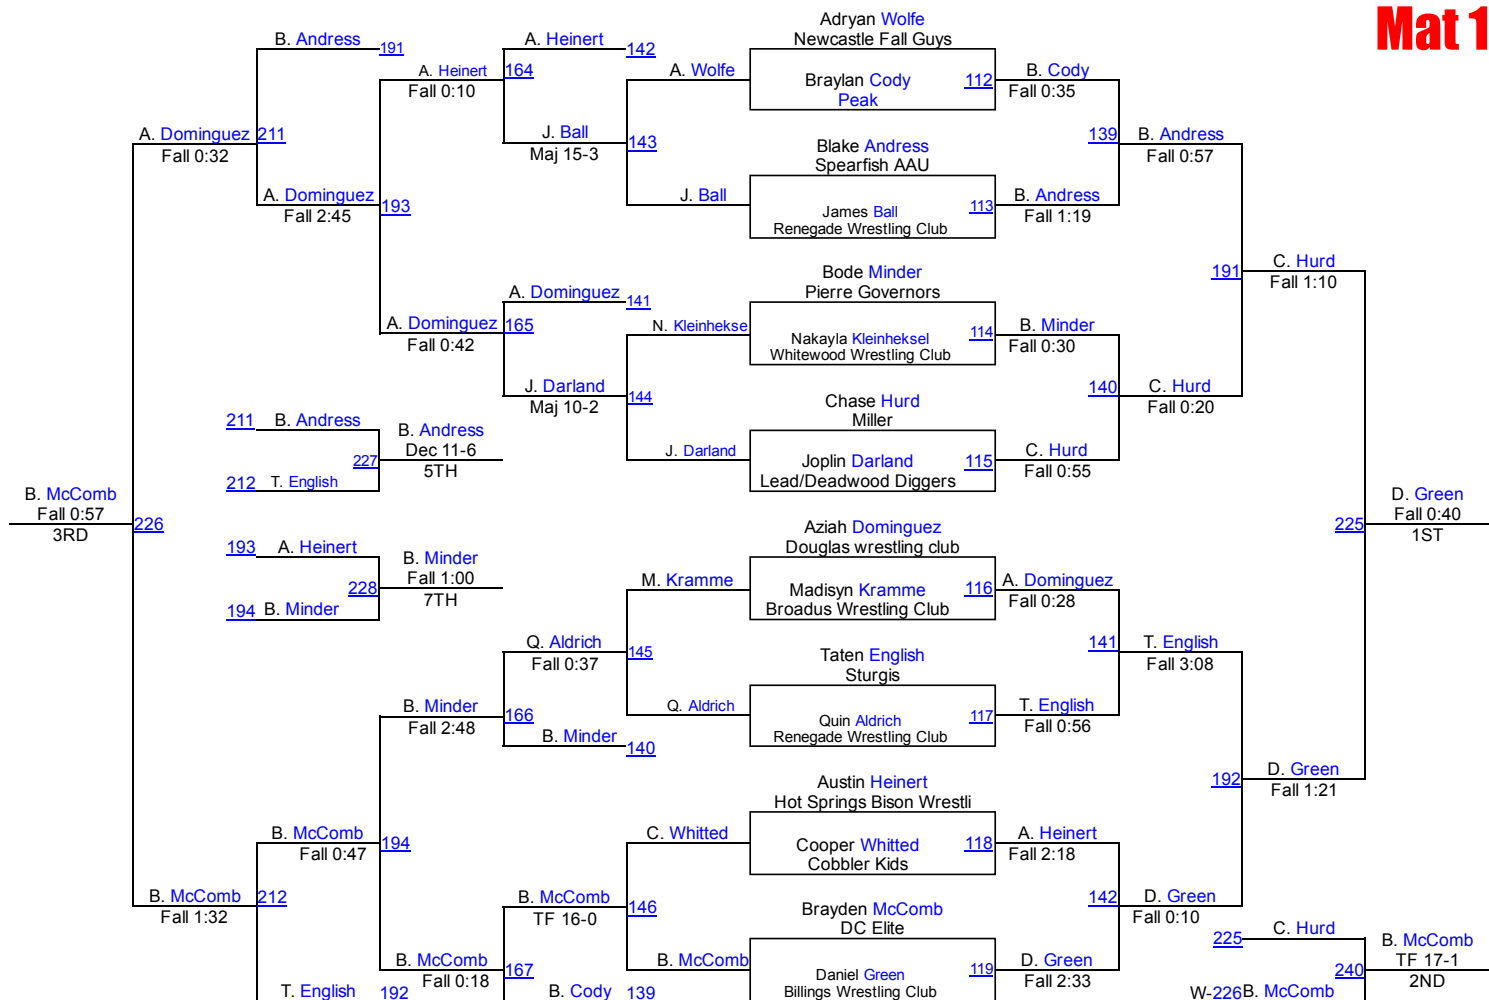 Mat 1
Adryan Wolfe
Newcastle Fall Guys
B. Andress
191
A. Heinert
142
A. Heinert
164
Fall 0:10
A. Wolfe
Braylan Cody
Peak
112
B. Cody
Fall 0:35
A. Dominguez
211
Fall 0:32
J. Ball
Maj 15-3
143
Blake Andress
Spearfish AAU
139
B. Andress
Fall 0:57
A. Dominguez
Fall 2:45
193
J. Ball
James Ball
Renegade Wrestling Club
113
B. Andress
Fall 1:19
Bode Minder
Pierre Governors
191
C. Hurd
Fall 1:10
A. Dominguez
141
A. Dominguez
165
Fall 0:42
N. Kleinhekse
Nakayla Kleinheksel
Whitewood Wrestling Club
114
B. Minder
Fall 0:30
J. Darland
Maj 10-2
144
Chase Hurd
Miller
140
C. Hurd
Fall 0:20
211
B. Andress
B. Andress
Dec 11-6
5TH
227
212
T. English
J. Darland
Joplin Darland
Lead/Deadwood Diggers
115
C. Hurd
Fall 0:55
B. McComb
Fall 0:57
3RD
226
Aziah Dominguez
Douglas wrestling club
225
D. Green
Fall 0:40
1ST
193
A. Heinert
B. Minder
Fall 1:00
7TH
228
194
B. Minder
M. Kramme
Madisyn Kramme
Broadus Wrestling Club
116
A. Dominguez
Fall 0:28
Q. Aldrich
Fall 0:37
145
Taten English
Sturgis
141
T. English
Fall 3:08
B. Minder
Fall 2:48
166
B. Minder
140
Q. Aldrich
Quin Aldrich
Renegade Wrestling Club
117
T. English
Fall 0:56
Austin Heinert
Hot Springs Bison Wrestli
192
D. Green
Fall 1:21
B. McComb
Fall 0:47
194
C. Whitted
Cooper Whitted
Cobbler Kids
118
A. Heinert
Fall 2:18
B. McComb
Fall 1:32
212
B. McComb
TF 16-0
146
Brayden McComb
DC Elite
142
D. Green
Fall 0:10
225
C. Hurd
B. McComb
TF 17-1
2ND
240
B. McComb
Fall 0:18
167
B. McComb
Daniel Green
Billings Wrestling Club
119
D. Green
Fall 2:33
T. English
192
B. Cody
139
W-226B. McComb